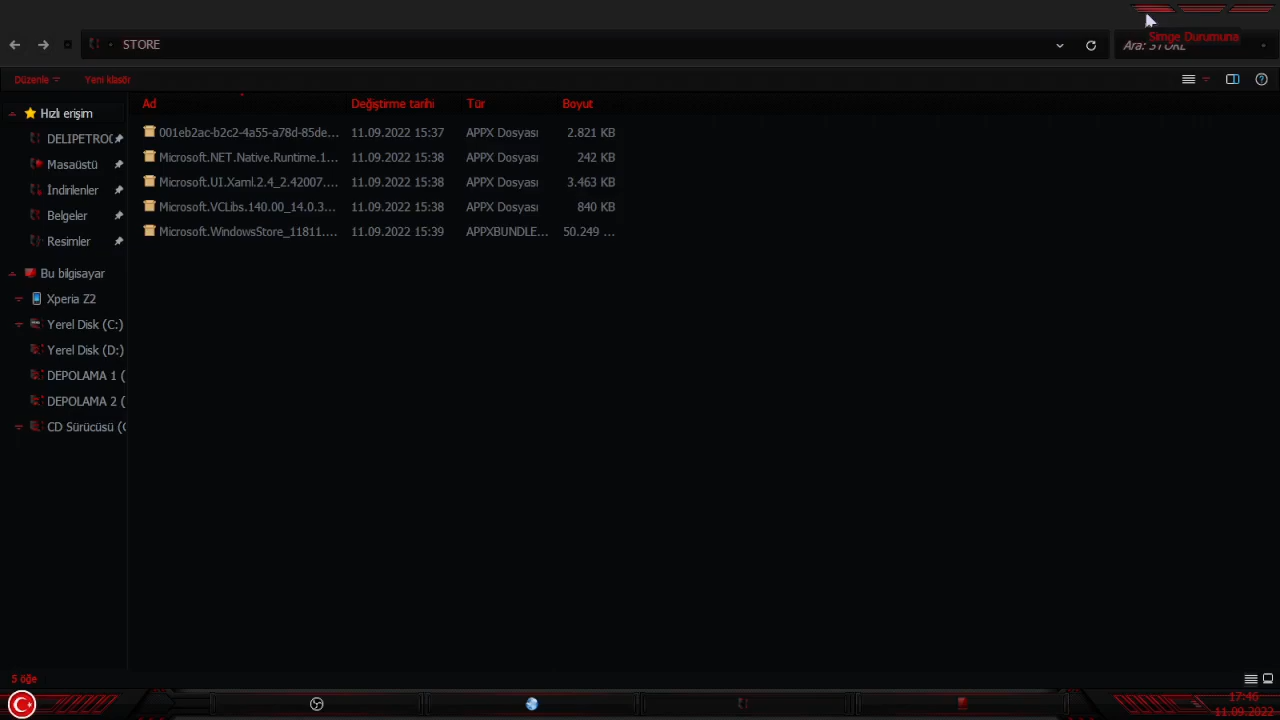 Simge Durumuna
STORE
Ara: STORE
Düzenle
Yeni klasör
Ad Değiştirme tarihi Tür Boyut
001eb2ac-b2c2-4a55-a78d-85de... 11.09.2022 15:37 APPX Dosyası 2.821 KB
Microsoft.NET.Native.Runtime.1... 11.09.2022 15:38 APPX Dosyası 242 KB
Microsoft.UI.Xaml.2.4_2.42007.... 11.09.2022 15:38 APPX Dosyası 3.463 KB
Microsoft.VCLibs.140.00_14.0.3... 11.09.2022 15:38 APPX Dosyası 840 KB
Microsoft.WindowsStore_11811.... 11.09.2022 15:39 APPXBUNDLE... 50.249 ...
Hızlı erişim
DELIPETRO
Masaüstü
İndirilenler
Belgeler
Resimler
Bu bilgisayar
Xperia Z2
Yerel Disk (C:)
Yerel Disk (D:)
DEPOLAMA 1 (
DEPOLAMA 2 (
CD Sürücüsü (
5 öğe
17:46
11.09.2022